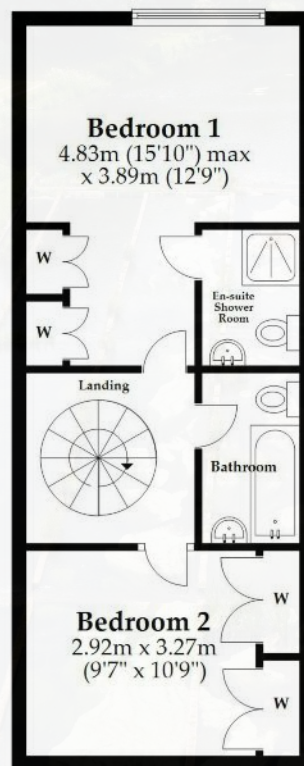 Bedroom 1
4.83m (15'10") max
x 3.89m (12'9")
W
W
En-suite
Shower
Room
Landing
Bathroom
Bedroom 2
2.92m x 3.27m
(9'7" x 10'9")
W
W